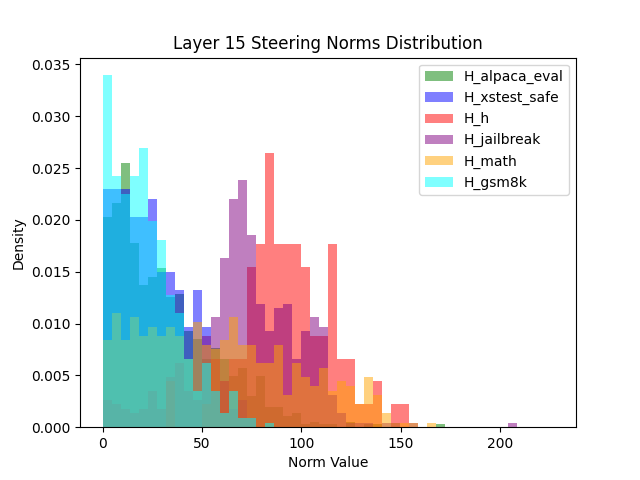 Layer 15 Steering Norms Distribution
0.035
0.030
0.025
0.020
0.015
0.010
0.005
0.000
Density
H_alpaca_eval
H_xstest_safe
H_h
H_jailbreak
H_math
H_gsm8k
0 50 100 150 200
Norm Value